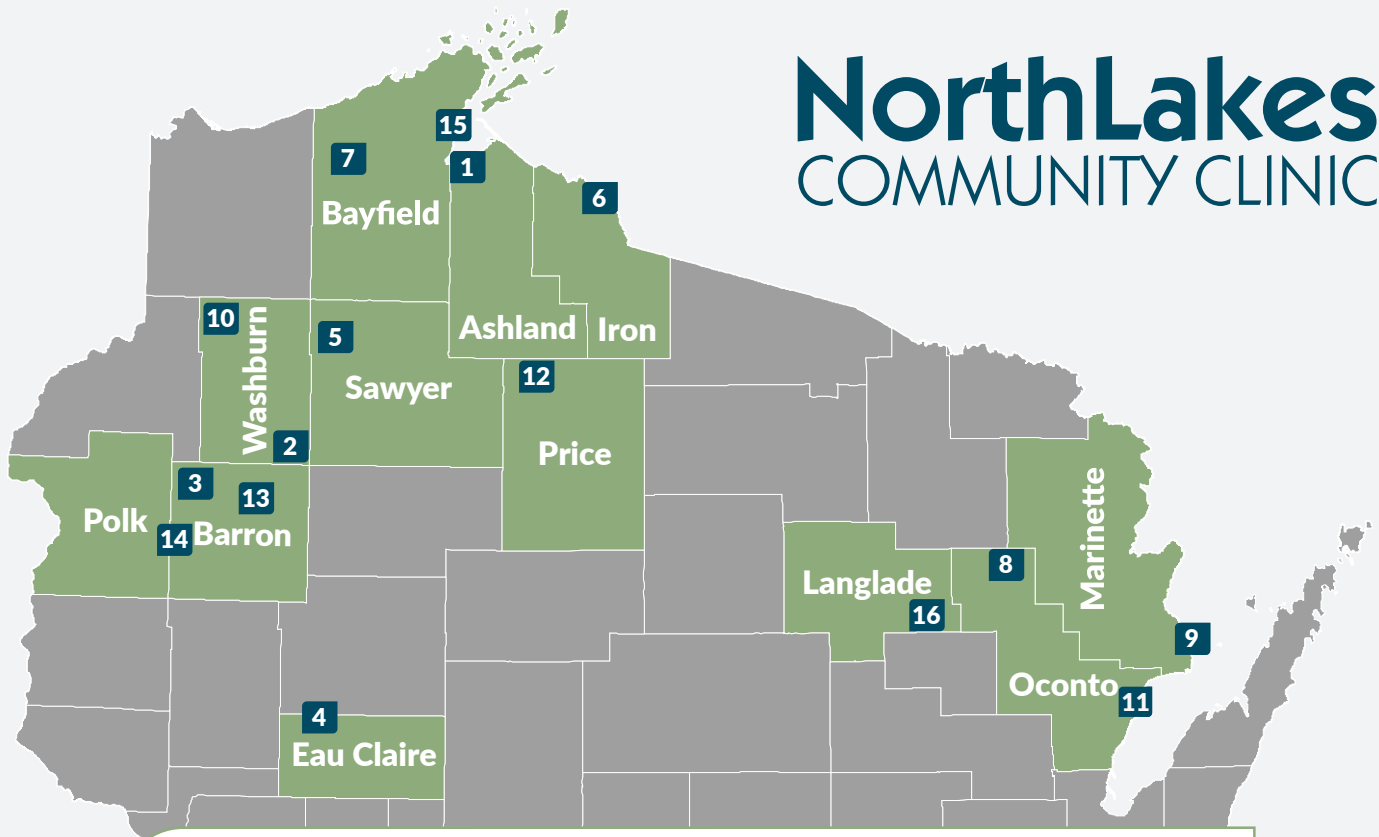 NorthLakes
COMMUNITY CLINIC
15
7
1
6
Bayfield
10
Washburn
5
Ashland
Iron
12
Sawyer
2
Price
3
13
Polk
14
Barron
Marinette
8
Langlade
16
9
Oconto
11
4
Eau Claire